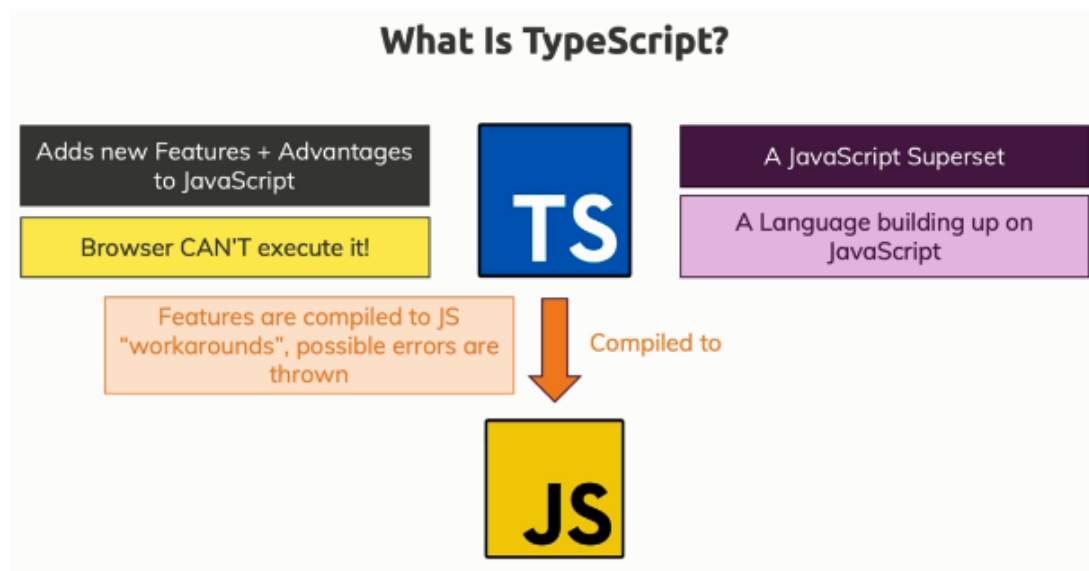 What Is TypeScript?
Adds new Features + Advantages
to JavaScript
Browser CAN'T execute it!
TS
A JavaScript Superset
A Language building up on
JavaScript
Features are compiled to JS
“workarounds”, possible errors are
thrown
Compiled to
JS